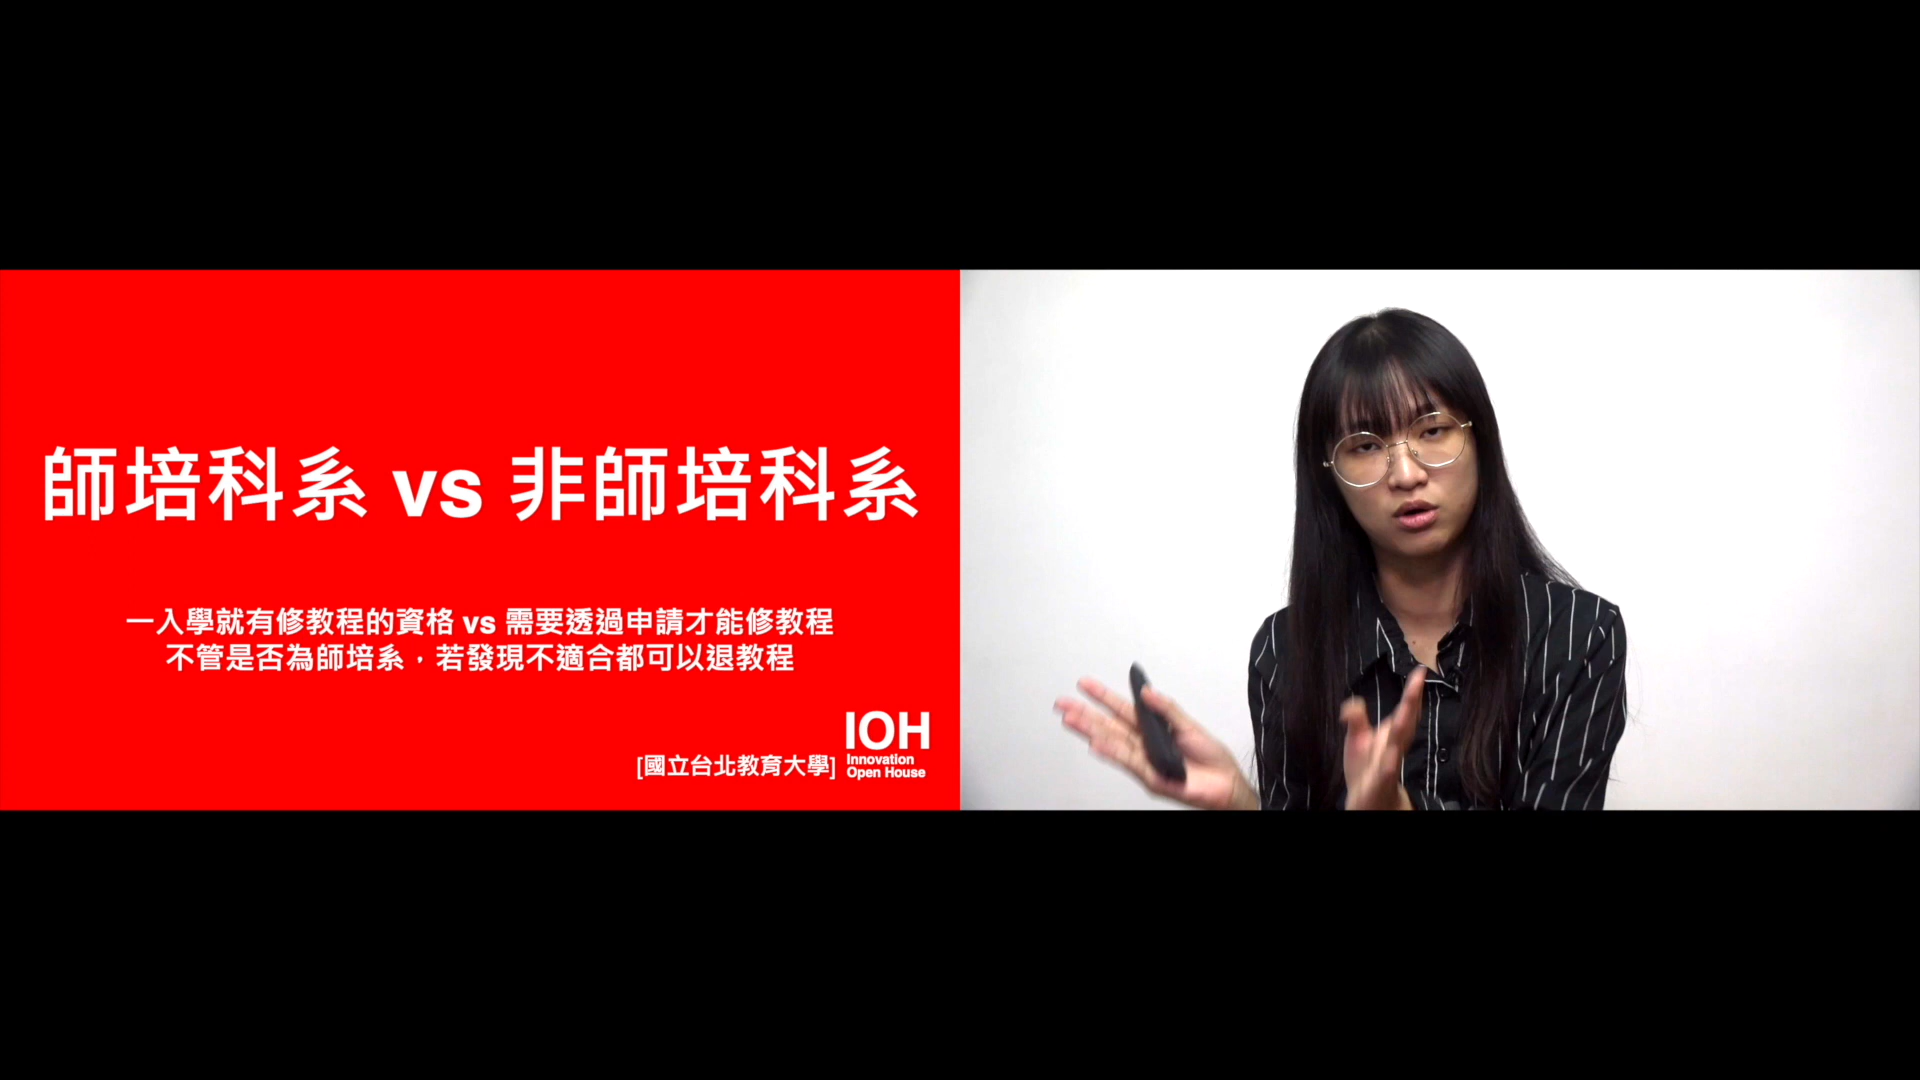 師培科系 vs 非師培科系
一入學就有修教程的資格 vs 需要透過申請才能修教程
不管是否為師培系，若發現不適合都可以退教程
[國立台北教育大學]
IOH
Innovation
Open House